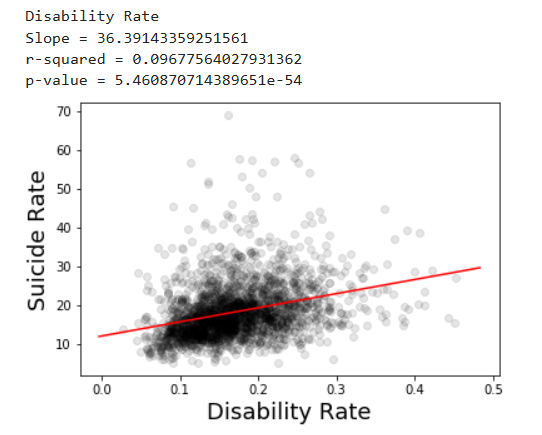 Disability Rate
Slope = 36.39143359251561
r-squared = 0.09677564027931362
p-value = 5.460870714389651e-54
70
60
50
40
30
20
10
Suicide Rate
0.0 0.1 0.2 0.3 0.4 0.5
Disability Rate